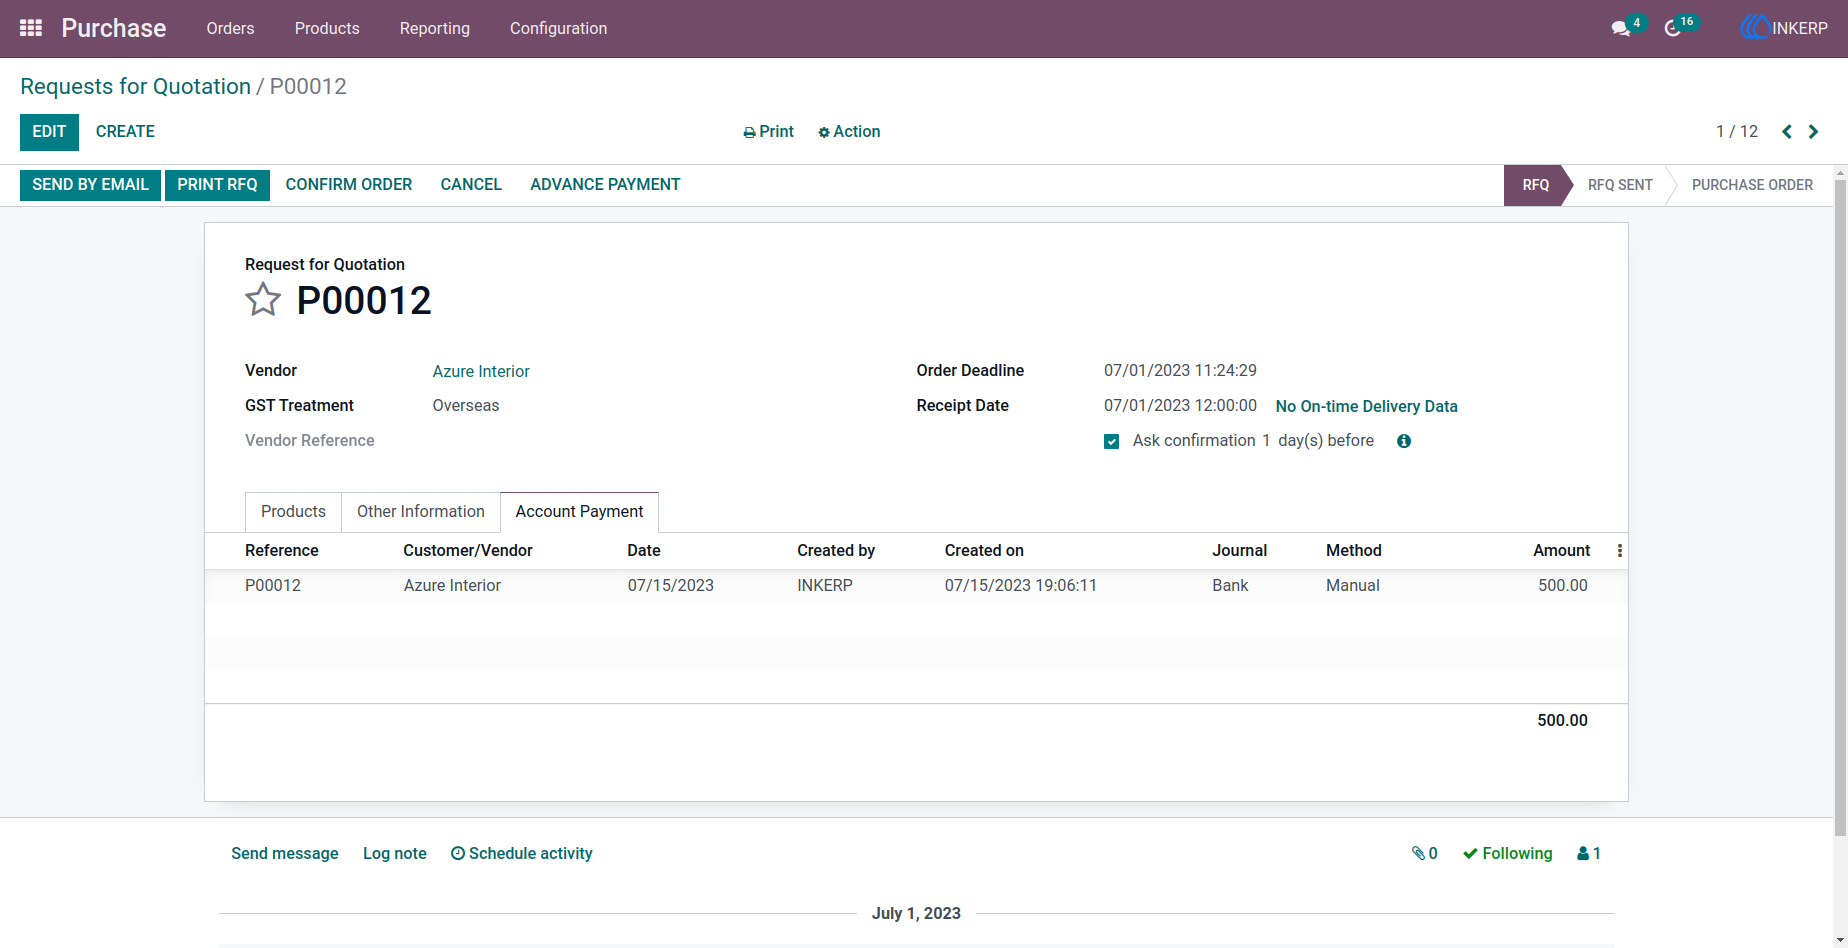 Purchase Orders Products Reporting Configuration 4 16 INKERP
Requests for Quotation / P00012
EDIT CREATE Print Action 1 / 12
SEND BY EMAIL PRINT RFQ CONFIRM ORDER CANCEL ADVANCE PAYMENT RFQ RFQ SENT PURCHASE ORDER
Request for Quotation
P00012
Vendor Azure Interior Order Deadline 07/01/2023 11:24:29
GST Treatment Overseas Receipt Date 07/01/2023 12:00:00 No On-time Delivery Data
Vendor Reference Ask confirmation 1 day(s) before
Products Other Information Account Payment
Reference Customer/Vendor Date Created by Created on Journal Method Amount
P00012 Azure Interior 07/15/2023 INKERP 07/15/2023 19:06:11 Bank Manual 500.00
500.00
Send message Log note Schedule activity 0 Following 1
July 1, 2023